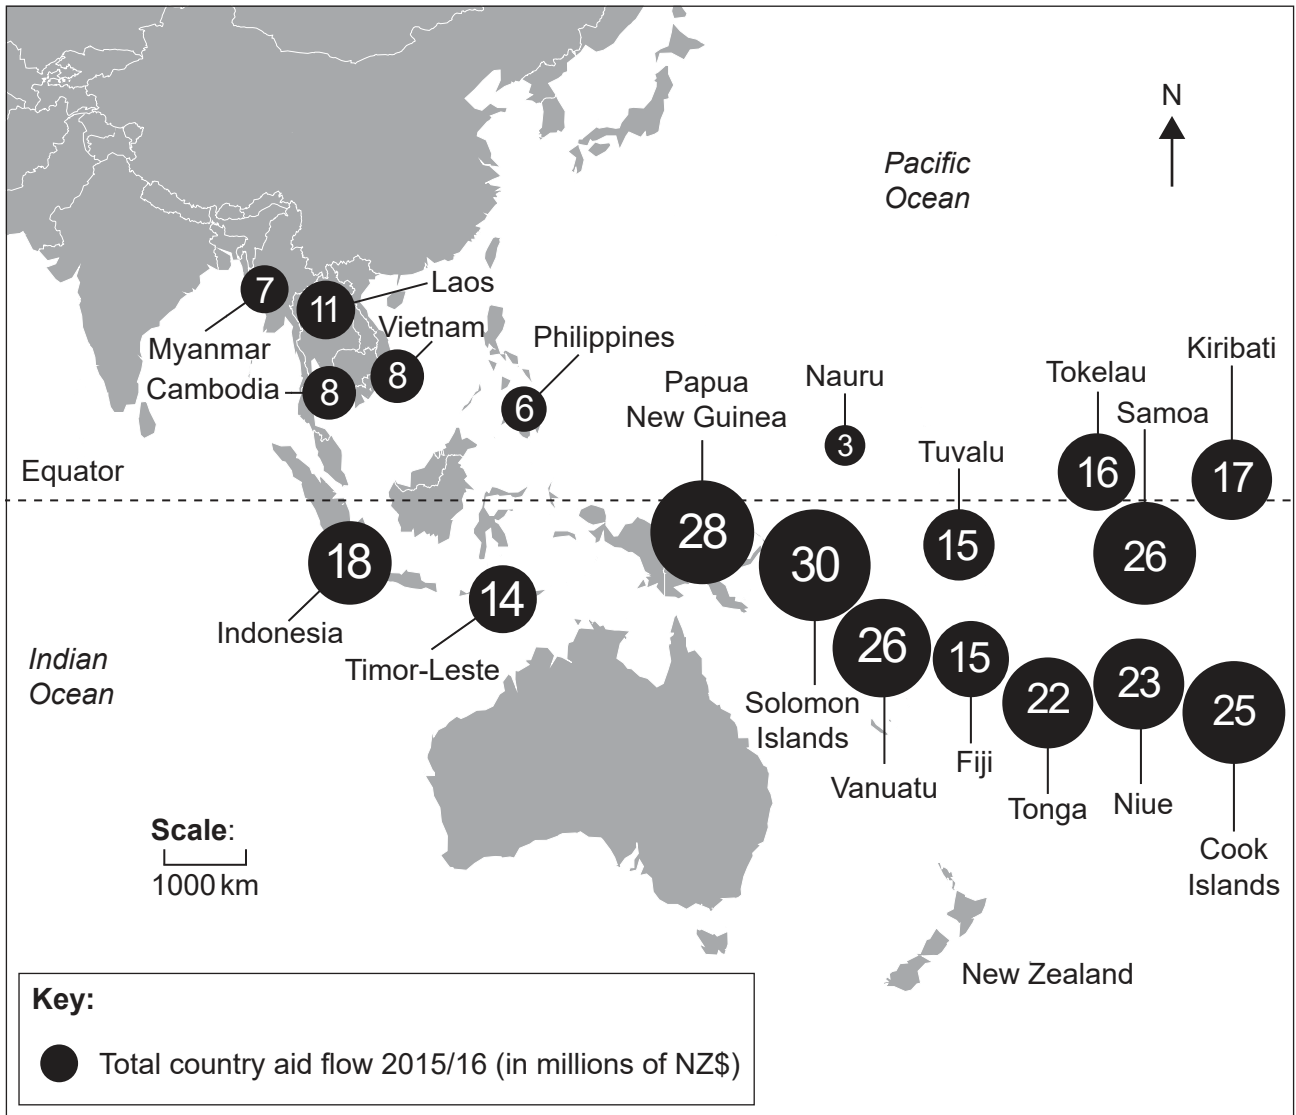 N
Pacific
Ocean
7
11
Laos
Vietnam
Myanmar
Cambodia
8
8
Philippines
6
Papua
New Guinea
Nauru
3
Tuvalu
Tokelau
Samoa
Kiribati
Equator
16
17
28
30
15
26
18
14
Indonesia
Timor-Leste
Indian
Ocean
26
15
22
23
25
Solomon
Islands
Vanuatu
Fiji
Tonga
Niue
Cook
Islands
Scale:
1000 km
New Zealand
Key:
Total country aid flow 2015/16 (in millions of NZ$)